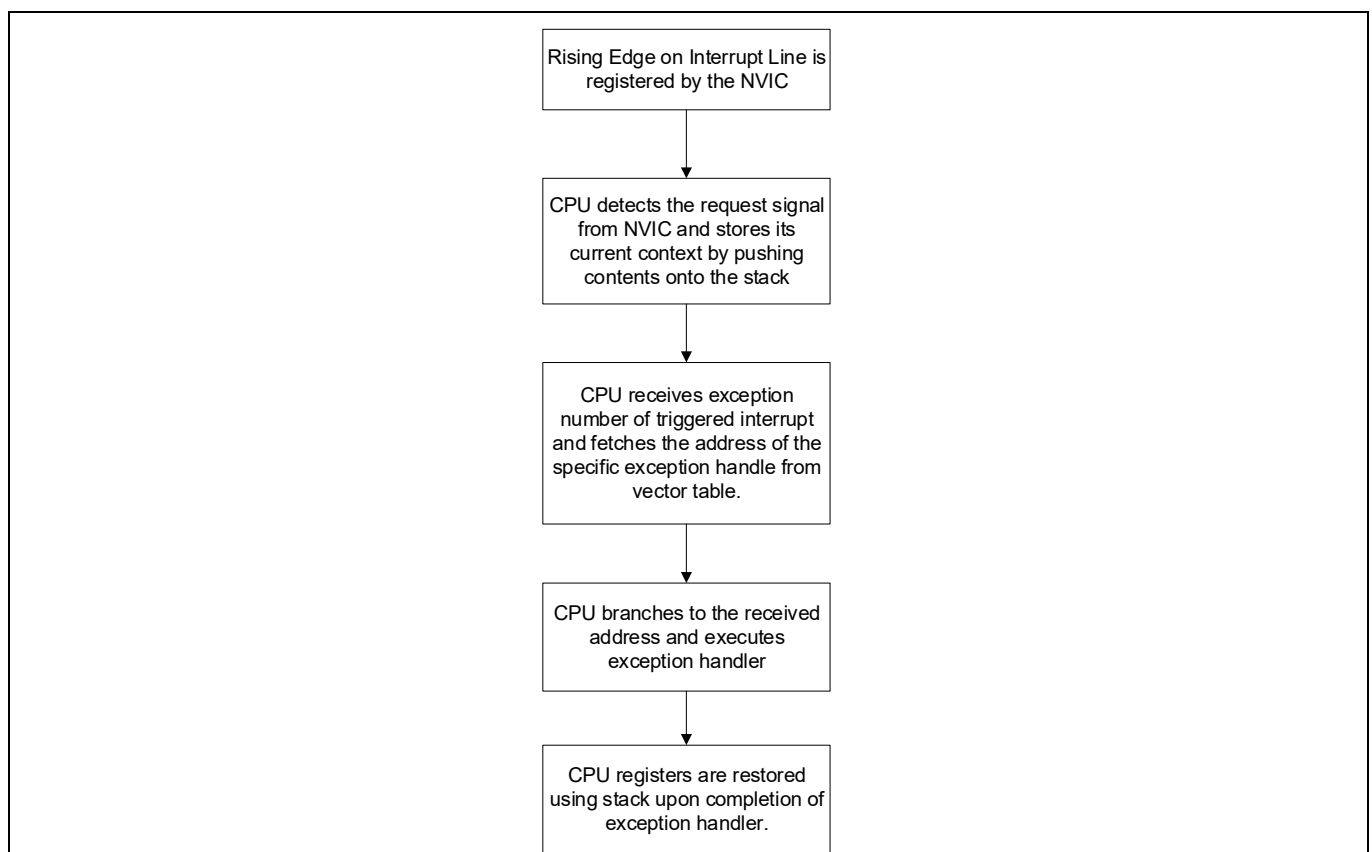 Rising Edge on Interrupt Line is
registered by the NVIC
CPU detects the request signal
from NVIC and stores its
current context by pushing
contents onto the stack
CPU receives exception
number of triggered interrupt
and fetches the address of the
specific exception handle from
vector table.
CPU branches to the received
address and executes
exception handler
CPU registers are restored
using stack upon completion of
exception handler.